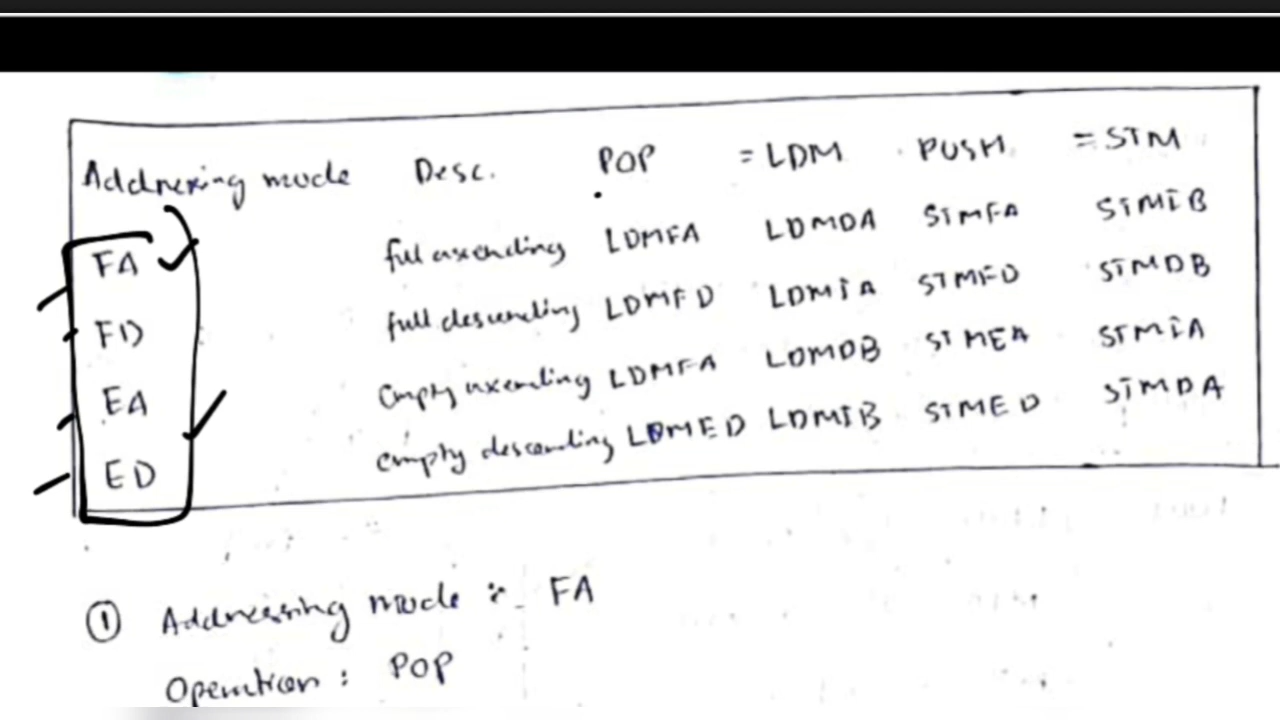 Addressing mode Desc. POP = LDM PUSH = STM
FA full ascending LDMFA LDMDA STMFA STMIB
FD full descending LDMFD LDMIA STMFD STMDB
EA Empty ascending LDMFA LDMDB STMEA STMIA
ED empty descending LDMED LDMIB STMED STMDA
① Addressing mode :- FA
Operation : POP